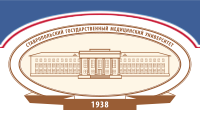 СТАВРОПОЛЬСКИЙ ГОСУДАРСТВЕННЫЙ МЕДИЦИНСКИЙ УНИВЕРСИТЕТ
1938